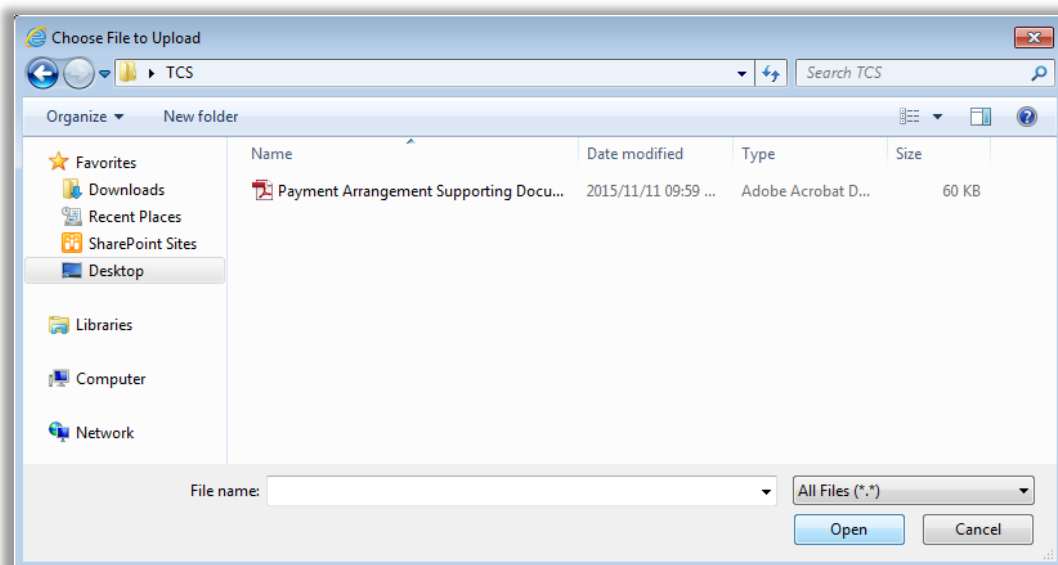 Choose File to Upload
TCS
Search TCS
Organize
New folder
Name
Date modified
Type
Size
Favorites
Downloads
Recent Places
SharePoint Sites
Desktop
Libraries
Computer
Network
Payment Arrangement Supporting Docu...
2015/11/11 09:59 ...
Adobe Acrobat D...
60 KB
File name:
All Files (*.*)
Open
Cancel